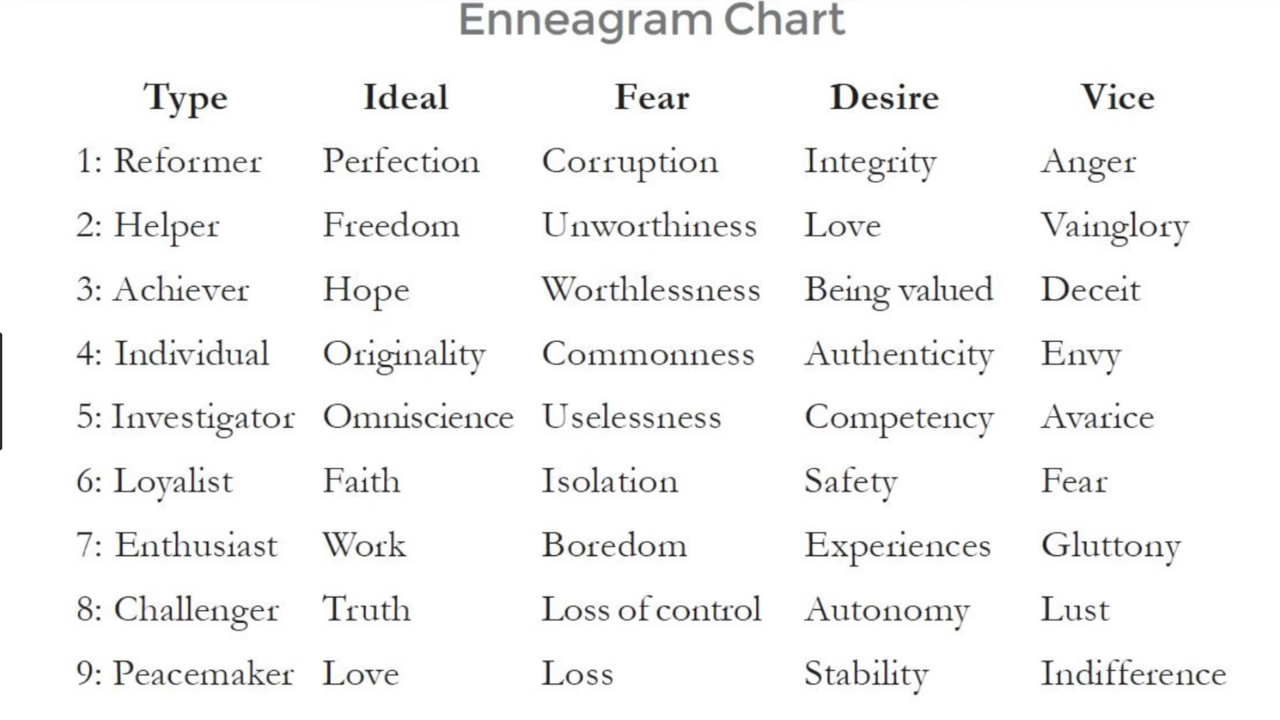 Enneagram Chart
Type Ideal Fear Desire Vice
1: Reformer Perfection Corruption Integrity Anger
2: Helper Freedom Unworthiness Love Vainglory
3: Achiever Hope Worthlessness Being valued Deceit
4: Individual Originality Commonness Authenticity Envy
5: Investigator Omniscience Uselessness Competency Avarice
6: Loyalist Faith Isolation Safety Fear
7: Enthusiast Work Boredom Experiences Gluttony
8: Challenger Truth Loss of control Autonomy Lust
9: Peacemaker Love Loss Stability Indifference